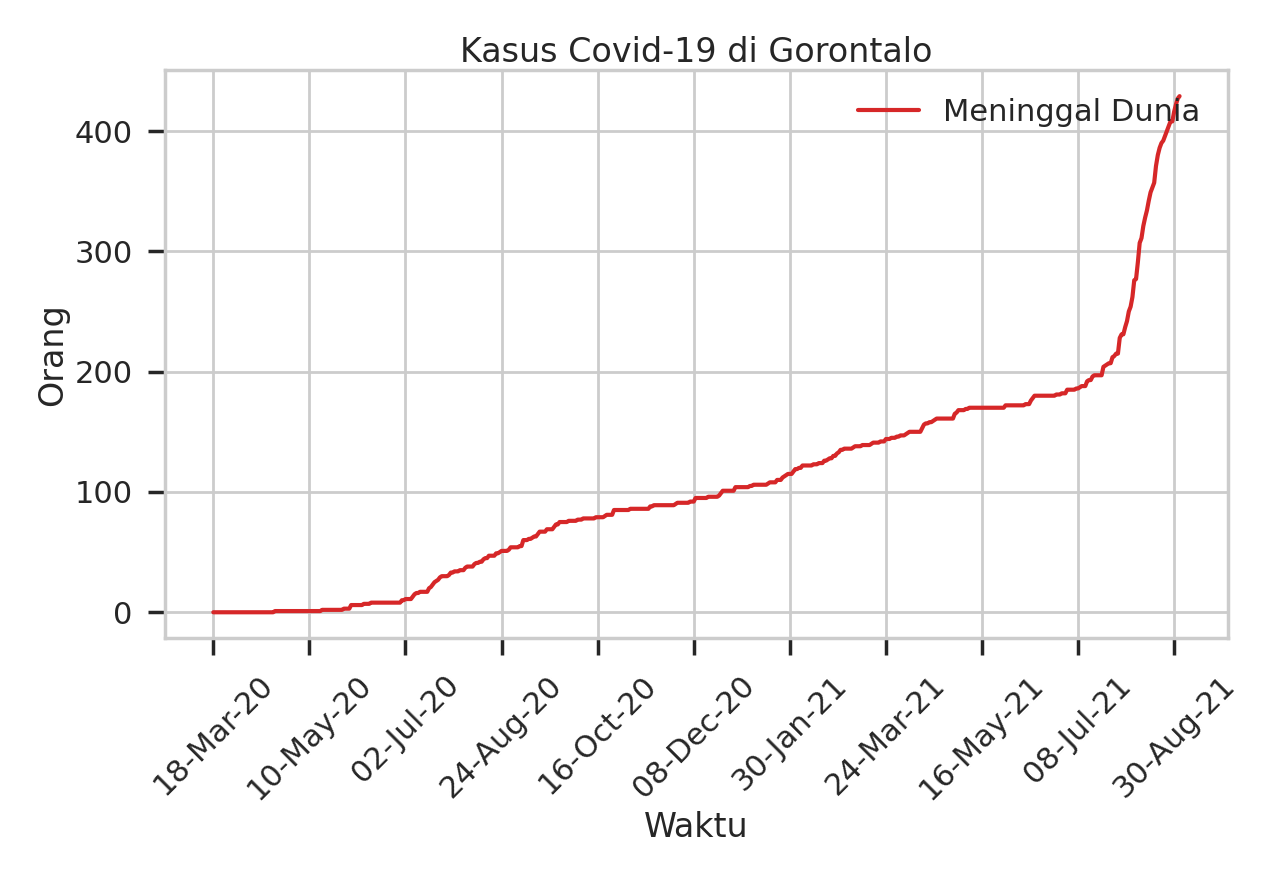 Kasus Covid-19 di Gorontalo
Meninggal Dunia
Orang
400
300
200
100
0
18-Mar-20
10-May-20
02-Jul-20
24-Aug-20
16-Oct-20
08-Dec-20
30-Jan-21
24-Mar-21
16-May-21
08-Jul-21
30-Aug-21
Waktu